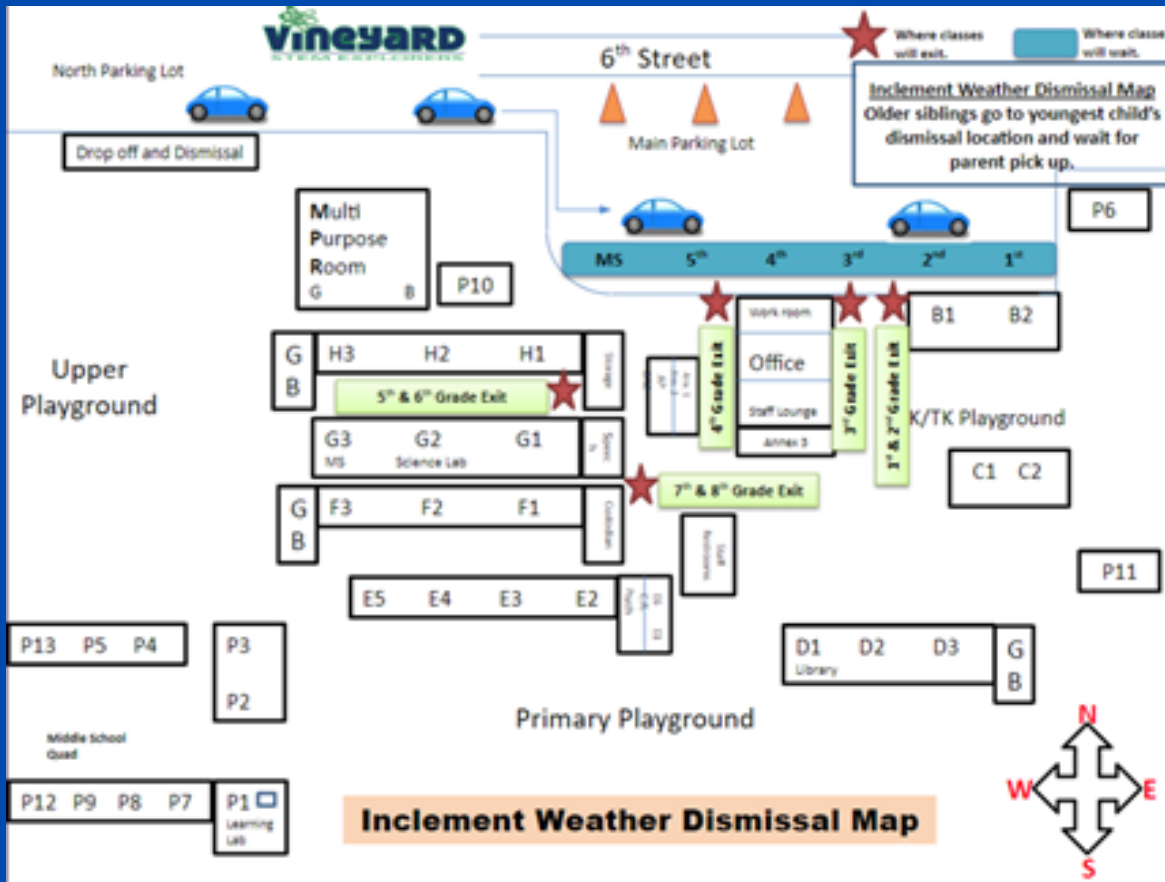 ViNEYARD
STEM EXPLORERS
6th Street
Where classes
will exit.
Where classes
will wait.
North Parking Lot
Inclement Weather Dismissal Map
Older siblings go to youngest child's
dismissal location and wait for
parent pick up.
Main Parking Lot
Drop off and Dismissal
Multi
Purpose
Room
G B
P10
P6
MS 5th 4th 3rd 2nd 1st
Work room
Office
Staff Lounge
Annex 3
4th Grade Exit
3rd Grade Exit
1st & 2nd Grade Exit
B1 B2
Upper
Playground
G
B
H3 H2 H1
Storage
5th & 6th Grade Exit
K/TK Playground
G3 G2 G1
MS Science Lab
Speec
h
C1 C2
7th & 8th Grade Exit
G
B
F3 F2 F1
Custodian
Staff
Restrooms
P11
E5 E4 E3 E2
P13 P5 P4
P3
P2
D1 D2 D3
Library
G
B
Primary Playground
Middle School
Quad
P12 P9 P8 P7
P1
Learning
Lab
Inclement Weather Dismissal Map
N
W E
S